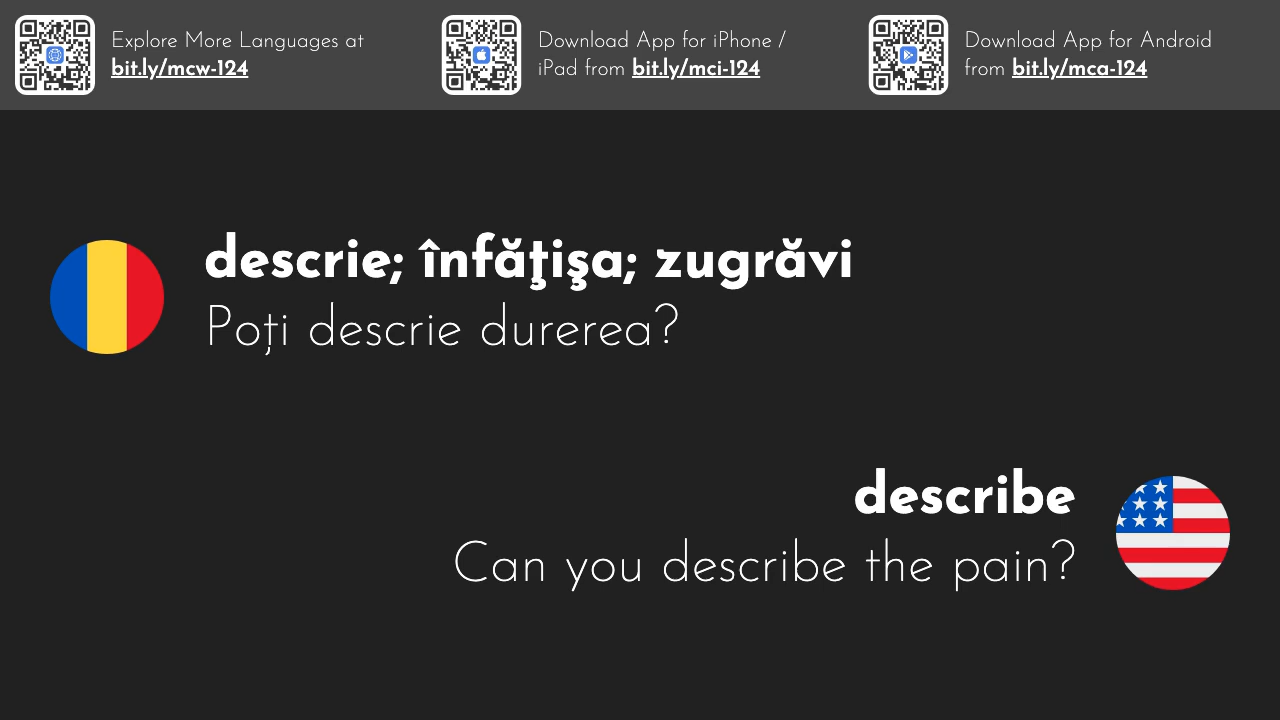 Explore More Languages at
bit.ly/mcw-124
Download App for iPhone /
iPad from bit.ly/mci-124
Download App for Android
from bit.ly/mca-124
descrie; înfăţişa; zugrăvi
Poți descrie durerea?
describe
Can you describe the pain?